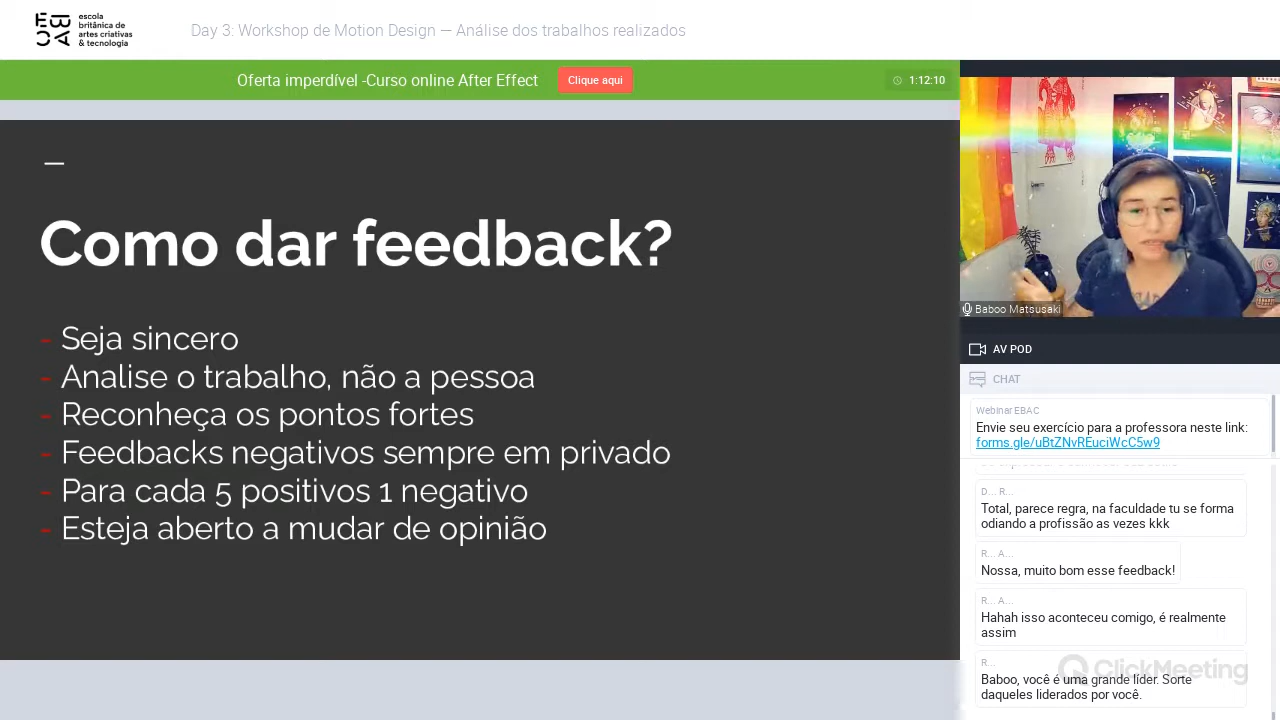 escola
britânica de
artes criativas
& tecnologia
EBAC
Day 3: Workshop de Motion Design — Análise dos trabalhos realizados
Oferta imperdível -Curso online After Effect
Clique aqui
1:12:10
—
Como dar feedback?
- Seja sincero
- Analise o trabalho, não a pessoa
- Reconheça os pontos fortes
- Feedbacks negativos sempre em privado
- Para cada 5 positivos 1 negativo
- Esteja aberto a mudar de opinião
Baboo Matsusaki
AV POD
CHAT
Webinar EBAC
Envie seu exercício para a professora neste link:
forms.gle/uBtZNvREuciWcC5w9
D... R...
Total, parece regra, na faculdade tu se forma
odiando a profissão as vezes kkk
R... A...
Nossa, muito bom esse feedback!
R... A...
Hahah isso aconteceu comigo, é realmente
assim
R...
Baboo, você é uma grande líder. Sorte
daqueles liderados por você.
ClickMeeting